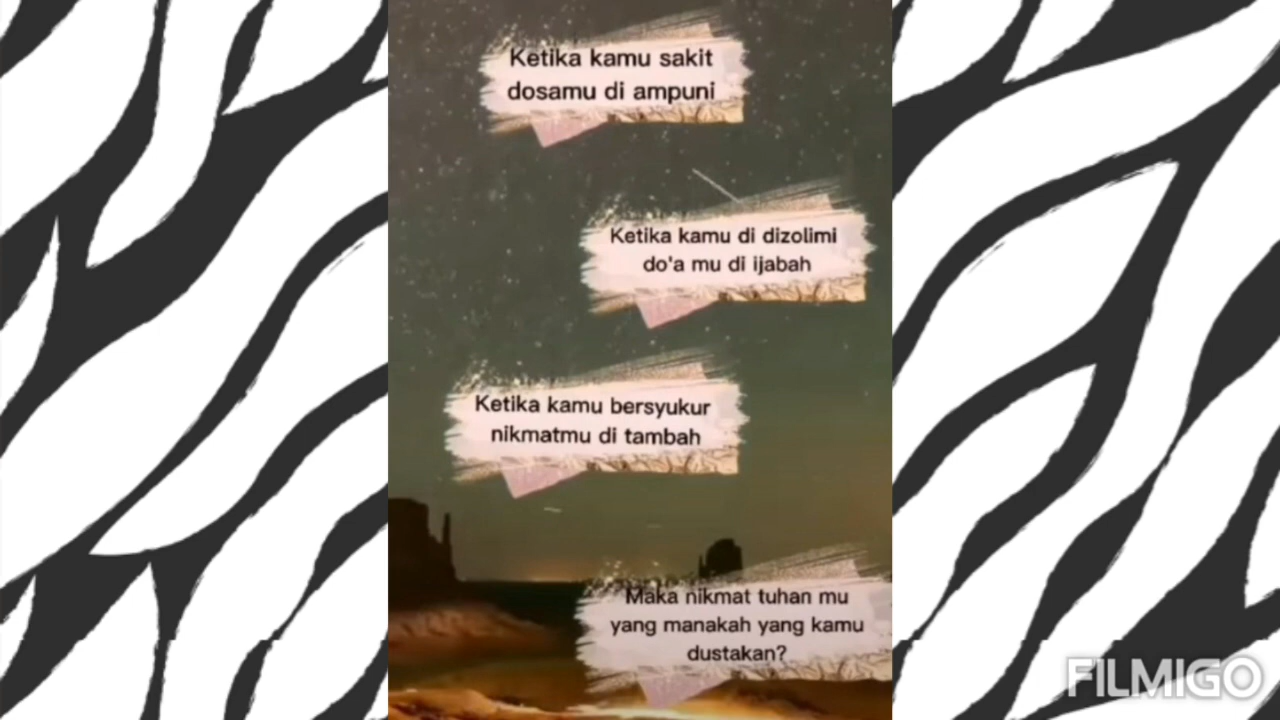 Ketika kamu sakit
dosamu di ampuni
Ketika kamu di dizolimi
do'a mu di ijabah
Ketika kamu bersyukur
nikmatmu di tambah
Maka nikmat tuhan mu
yang manakah yang kamu
dustakan?
FILMIGO